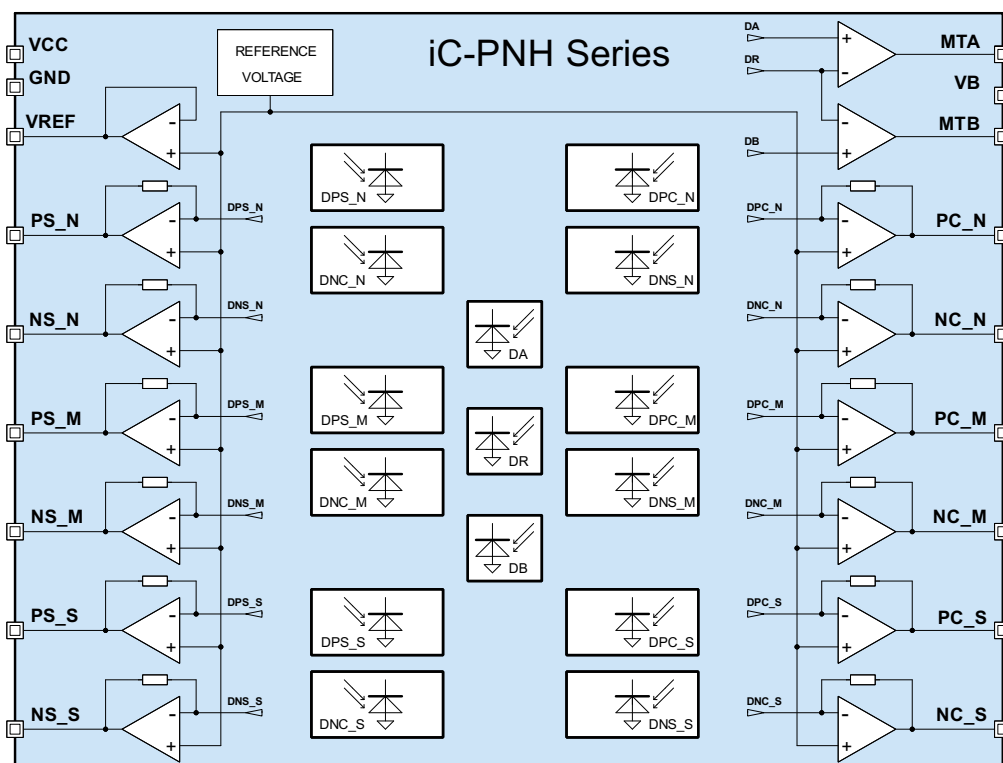 iC-PNH Series
VCC
GND
VREF
REFERENCE
VOLTAGE
DA
DR
DB
MTA
VB
MTB
- +
+ -
- +
PS_N
DPS_N
- +
DPS_N
DPC_N
DPC_N
- +
PC_N
NS_N
DNS_N
- +
DNC_N
DNS_N
DNC_N
- +
NC_N
DA
PS_M
DPS_M
- +
DPS_M
DPC_M
DPC_M
- +
PC_M
DR
NS_M
DNS_M
- +
DNC_M
DNS_M
DNC_M
- +
NC_M
DB
PS_S
DPS_S
- +
DPS_S
DPC_S
DPC_S
- +
PC_S
NS_S
DNS_S
- +
DNC_S
DNS_S
DNC_S
- +
NC_S